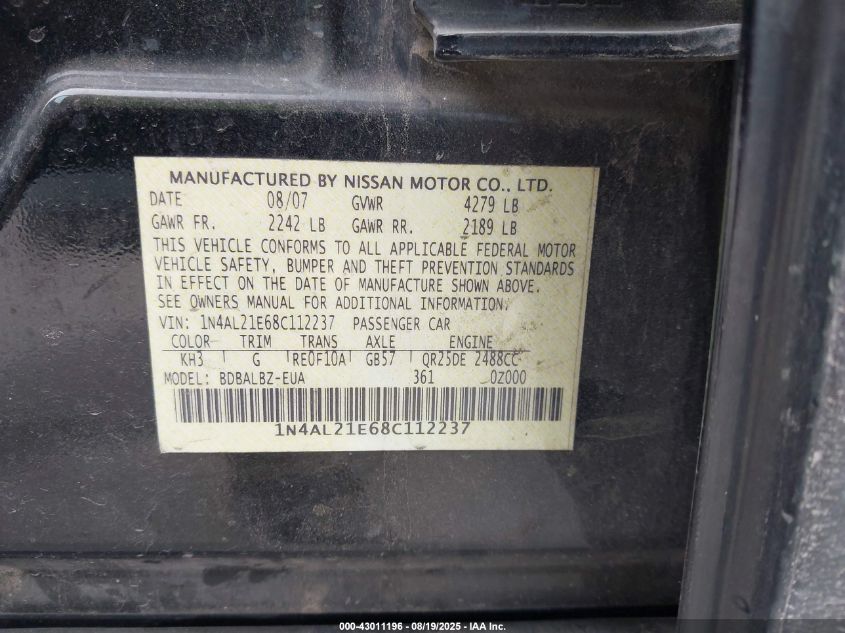 MANUFACTURED BY NISSAN MOTOR CO., LTD.
DATE 08/07 GVWR 4279 LB
GAWR FR. 2242 LB GAWR RR. 2189 LB
THIS VEHICLE CONFORMS TO ALL APPLICABLE FEDERAL MOTOR
VEHICLE SAFETY, BUMPER AND THEFT PREVENTION STANDARDS
IN EFFECT ON THE DATE OF MANUFACTURE SHOWN ABOVE.
SEE OWNERS MANUAL FOR ADDITIONAL INFORMATION.
VIN: 1N4AL21E68C112237 PASSENGER CAR
COLOR TRIM TRANS AXLE ENGINE
KH3 G RE0F10A GB57 QR25DE 2488CC
MODEL: BDBALBZ-EUA 361 0Z000
1N4AL21E68C112237
000-43011196 - 08/19/2025 - IAA Inc.